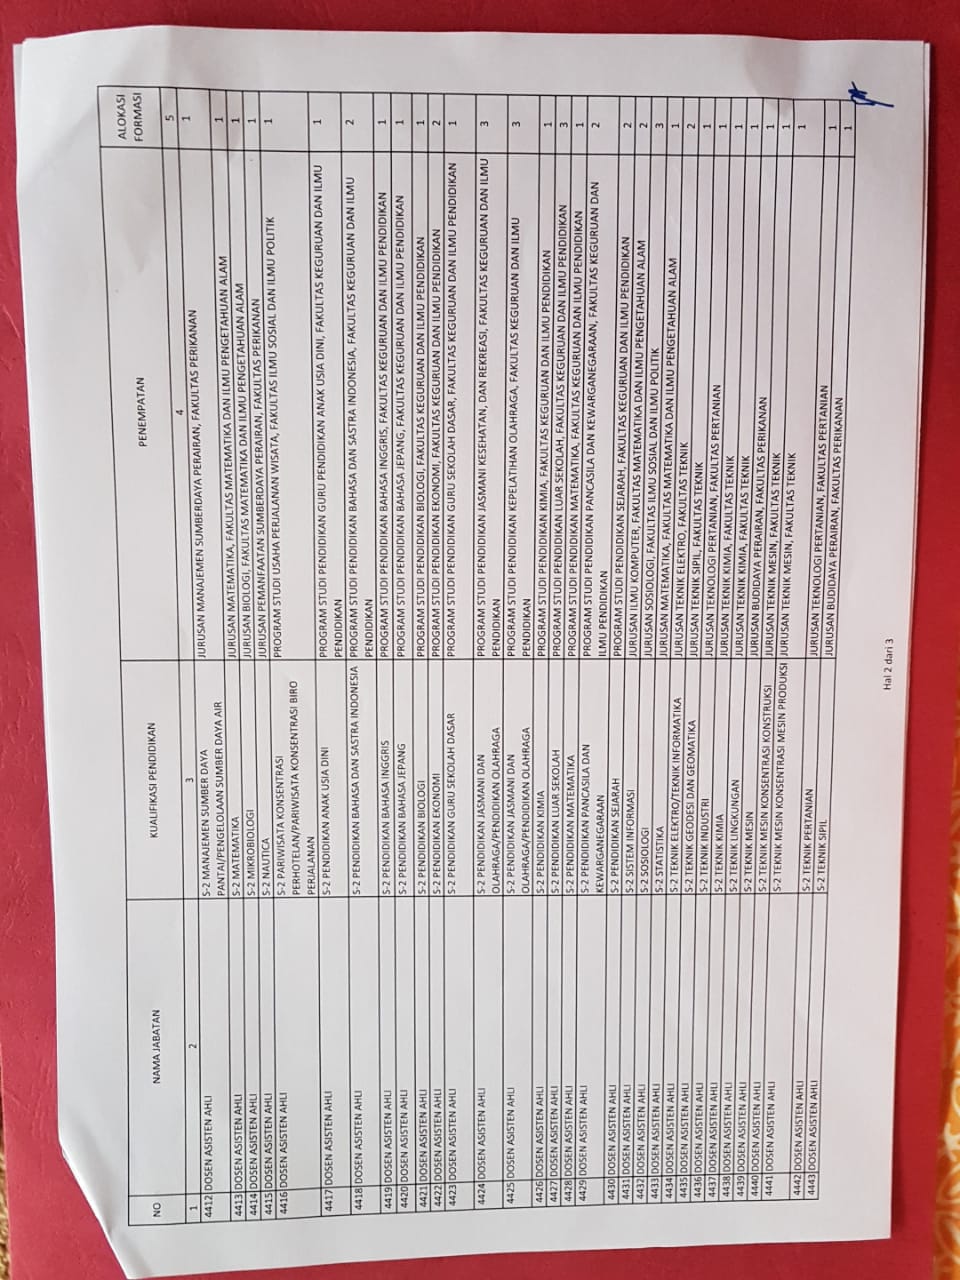 NO NAMA JABATAN KUALIFIKASI PENDIDIKAN PENEMPATAN ALOKASI
FORMASI
1 2 3 4 5
4412 DOSEN ASISTEN AHLI S-2 MANAJEMEN SUMBER DAYA JURUSAN MANAJEMEN SUMBERDAYA PERAIRAN, FAKULTAS PERIKANAN 1
PANTAI/PENGELOLAAN SUMBER DAYA AIR
4413 DOSEN ASISTEN AHLI S-2 MATEMATIKA JURUSAN MATEMATIKA, FAKULTAS MATEMATIKA DAN ILMU PENGETAHUAN ALAM 1
4414 DOSEN ASISTEN AHLI S-2 MIKROBIOLOGI JURUSAN BIOLOGI, FAKULTAS MATEMATIKA DAN ILMU PENGETAHUAN ALAM 1
4415 DOSEN ASISTEN AHLI S-2 NAUTICA JURUSAN PEMANFAATAN SUMBERDAYA PERAIRAN, FAKULTAS PERIKANAN 1
4416 DOSEN ASISTEN AHLI S-2 PARIWISATA KONSENTRASI PROGRAM STUDI USAHA PERJALANAN WISATA, FAKULTAS ILMU SOSIAL DAN ILMU POLITIK 1
PERHOTELAN/PARIWISATA KONSENTRASI BIRO
PERJALANAN
4417 DOSEN ASISTEN AHLI S-2 PENDIDIKAN ANAK USIA DINI PROGRAM STUDI PENDIDIKAN GURU PENDIDIKAN ANAK USIA DINI, FAKULTAS KEGURUAN DAN ILMU 1
PENDIDIKAN
4418 DOSEN ASISTEN AHLI S-2 PENDIDIKAN BAHASA DAN SASTRA INDONESIA PROGRAM STUDI PENDIDIKAN BAHASA DAN SASTRA INDONESIA, FAKULTAS KEGURUAN DAN ILMU 2
PENDIDIKAN
4419 DOSEN ASISTEN AHLI S-2 PENDIDIKAN BAHASA INGGRIS PROGRAM STUDI PENDIDIKAN BAHASA INGGRIS, FAKULTAS KEGURUAN DAN ILMU PENDIDIKAN 1
4420 DOSEN ASISTEN AHLI S-2 PENDIDIKAN BAHASA JEPANG PROGRAM STUDI PENDIDIKAN BAHASA JEPANG, FAKULTAS KEGURUAN DAN ILMU PENDIDIKAN 1
4421 DOSEN ASISTEN AHLI S-2 PENDIDIKAN BIOLOGI PROGRAM STUDI PENDIDIKAN BIOLOGI, FAKULTAS KEGURUAN DAN ILMU PENDIDIKAN 1
4422 DOSEN ASISTEN AHLI S-2 PENDIDIKAN EKONOMI PROGRAM STUDI PENDIDIKAN EKONOMI, FAKULTAS KEGURUAN DAN ILMU PENDIDIKAN 2
4423 DOSEN ASISTEN AHLI S-2 PENDIDIKAN GURU SEKOLAH DASAR PROGRAM STUDI PENDIDIKAN GURU SEKOLAH DASAR, FAKULTAS KEGURUAN DAN ILMU PENDIDIKAN 1
4424 DOSEN ASISTEN AHLI S-2 PENDIDIKAN JASMANI DAN PROGRAM STUDI PENDIDIKAN JASMANI KESEHATAN, DAN REKREASI, FAKULTAS KEGURUAN DAN ILMU 3
OLAHRAGA/PENDIDIKAN OLAHRAGA PENDIDIKAN
4425 DOSEN ASISTEN AHLI S-2 PENDIDIKAN JASMANI DAN PROGRAM STUDI PENDIDIKAN KEPELATIHAN OLAHRAGA, FAKULTAS KEGURUAN DAN ILMU 3
OLAHRAGA/PENDIDIKAN OLAHRAGA PENDIDIKAN
4426 DOSEN ASISTEN AHLI S-2 PENDIDIKAN KIMIA PROGRAM STUDI PENDIDIKAN KIMIA, FAKULTAS KEGURUAN DAN ILMU PENDIDIKAN 1
4427 DOSEN ASISTEN AHLI S-2 PENDIDIKAN LUAR SEKOLAH PROGRAM STUDI PENDIDIKAN LUAR SEKOLAH, FAKULTAS KEGURUAN DAN ILMU PENDIDIKAN 3
4428 DOSEN ASISTEN AHLI S-2 PENDIDIKAN MATEMATIKA PROGRAM STUDI PENDIDIKAN MATEMATIKA, FAKULTAS KEGURUAN DAN ILMU PENDIDIKAN 1
4429 DOSEN ASISTEN AHLI S-2 PENDIDIKAN PANCASILA DAN PROGRAM STUDI PENDIDIKAN PANCASILA DAN KEWARGANEGARAAN, FAKULTAS KEGURUAN DAN 2
KEWARGANEGARAAN ILMU PENDIDIKAN
4430 DOSEN ASISTEN AHLI S-2 PENDIDIKAN SEJARAH PROGRAM STUDI PENDIDIKAN SEJARAH, FAKULTAS KEGURUAN DAN ILMU PENDIDIKAN 2
4431 DOSEN ASISTEN AHLI S-2 SISTEM INFORMASI JURUSAN ILMU KOMPUTER, FAKULTAS MATEMATIKA DAN ILMU PENGETAHUAN ALAM 2
4432 DOSEN ASISTEN AHLI S-2 SOSIOLOGI JURUSAN SOSIOLOGI, FAKULTAS ILMU SOSIAL DAN ILMU POLITIK 3
4433 DOSEN ASISTEN AHLI S-2 STATISTIKA JURUSAN MATEMATIKA, FAKULTAS MATEMATIKA DAN ILMU PENGETAHUAN ALAM 1
4434 DOSEN ASISTEN AHLI S-2 TEKNIK ELEKTRO/TEKNIK INFORMATIKA JURUSAN TEKNIK ELEKTRO, FAKULTAS TEKNIK 2
4435 DOSEN ASISTEN AHLI S-2 TEKNIK GEODESI DAN GEOMATIKA JURUSAN TEKNIK SIPIL, FAKULTAS TEKNIK 1
4436 DOSEN ASISTEN AHLI S-2 TEKNIK INDUSTRI JURUSAN TEKNOLOGI PERTANIAN, FAKULTAS PERTANIAN 1
4437 DOSEN ASISTEN AHLI S-2 TEKNIK KIMIA JURUSAN TEKNIK KIMIA, FAKULTAS TEKNIK 1
4438 DOSEN ASISTEN AHLI S-2 TEKNIK LINGKUNGAN JURUSAN TEKNIK KIMIA, FAKULTAS TEKNIK 1
4439 DOSEN ASISTEN AHLI S-2 TEKNIK MESIN JURUSAN BUDIDAYA PERAIRAN, FAKULTAS PERIKANAN 1
4440 DOSEN ASISTEN AHLI S-2 TEKNIK MESIN KONSENTRASI KONSTRUKSI JURUSAN TEKNIK MESIN, FAKULTAS TEKNIK 1
4441 DOSEN ASISTEN AHLI S-2 TEKNIK MESIN KONSENTRASI MESIN PRODUKSI JURUSAN TEKNIK MESIN, FAKULTAS TEKNIK 1
4442 DOSEN ASISTEN AHLI S-2 TEKNIK PERTANIAN JURUSAN TEKNOLOGI PERTANIAN, FAKULTAS PERTANIAN 1
4443 DOSEN ASISTEN AHLI S-2 TEKNIK SIPIL JURUSAN BUDIDAYA PERAIRAN, FAKULTAS PERIKANAN 1
Hal 2 dari 3